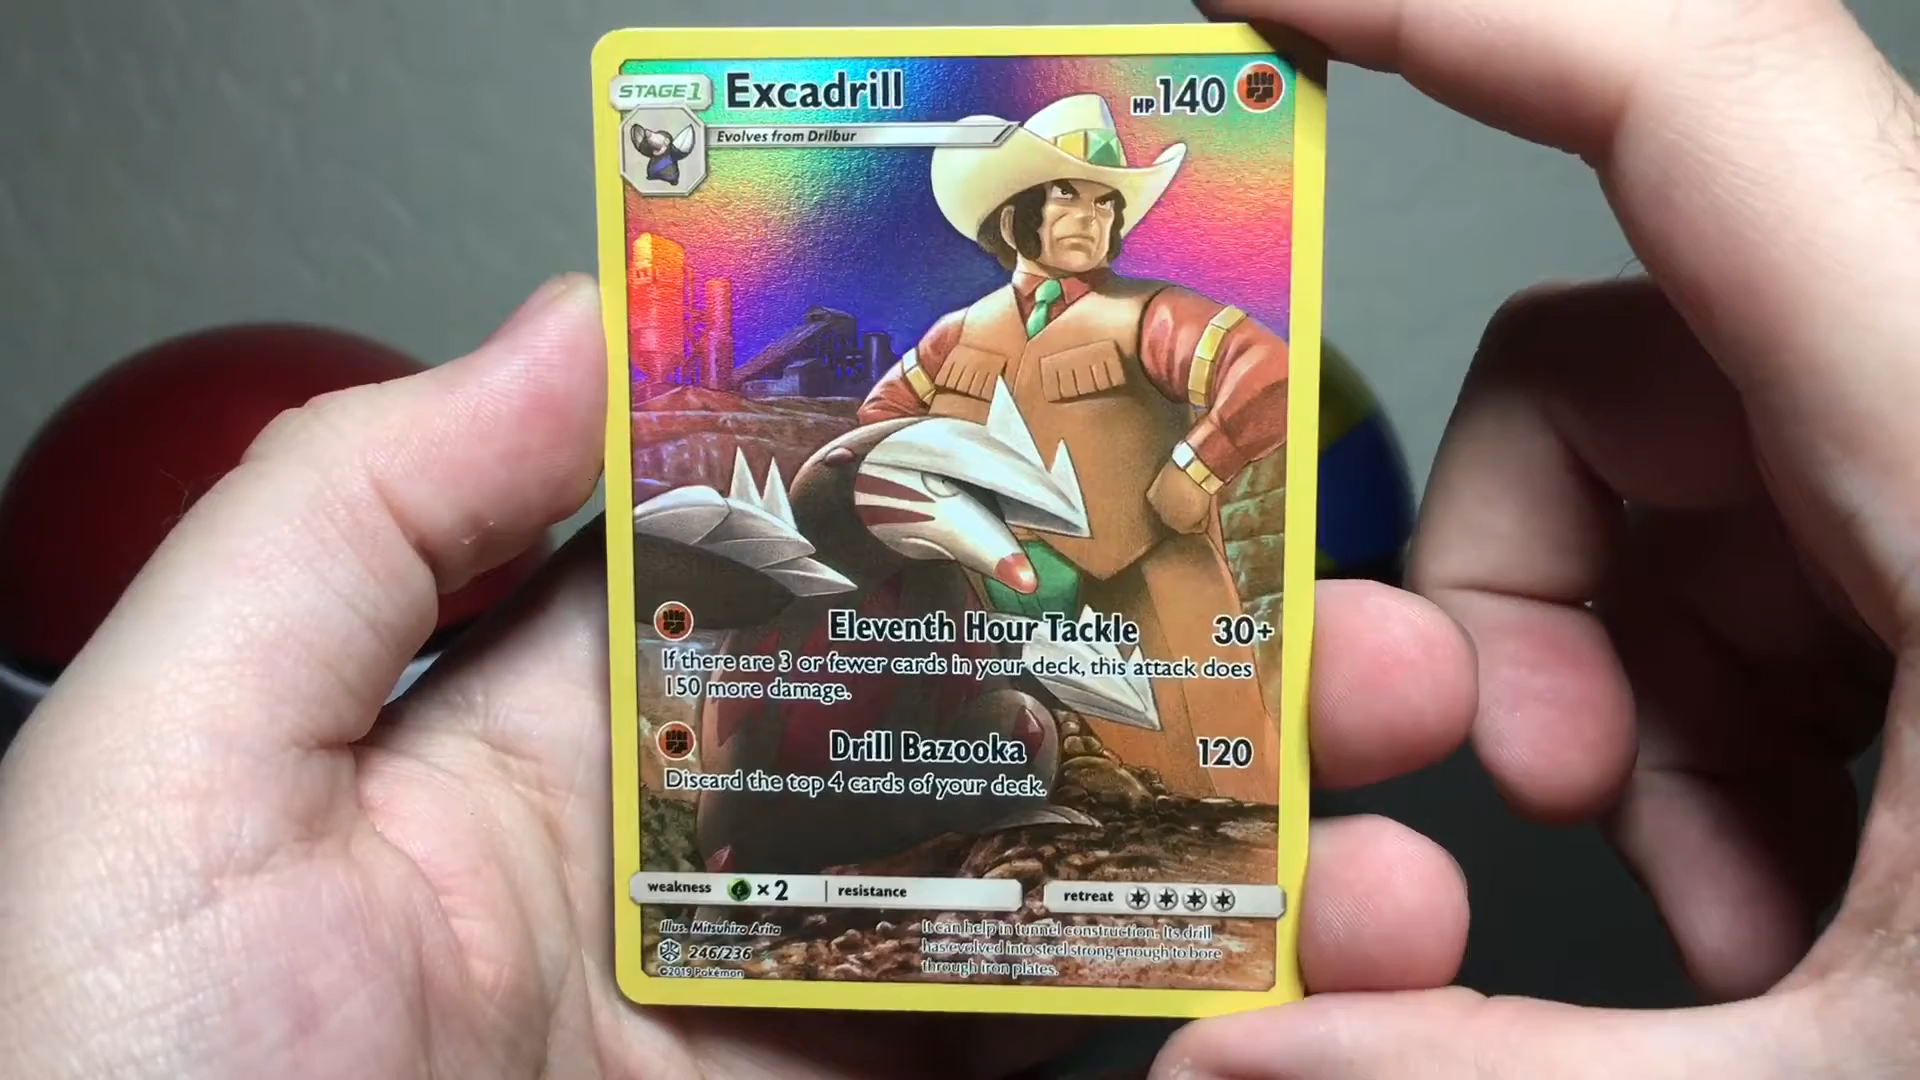 STAGE1 Excadrill HP 140
Evolves from Drilbur
Eleventh Hour Tackle 30+
If there are 3 or fewer cards in your deck, this attack does
150 more damage.
Drill Bazooka 120
Discard the top 4 cards of your deck.
weakness ×2 resistance retreat
Illus. Mitsuhiro Arita
246/236
©2019 Pokémon
It can help in tunnel construction. Its drill
has evolved into steel strong enough to bore
through iron plates.